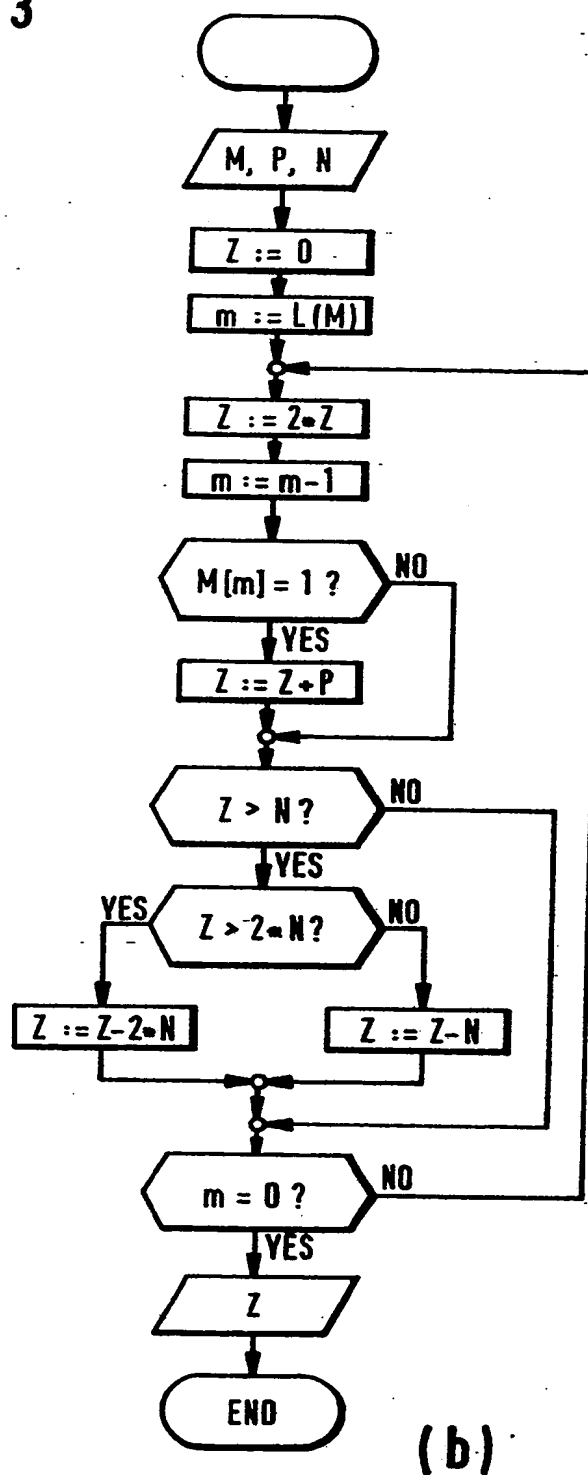 3
M, P, N
Z := 0
m := L(M)
Z := 2*Z
m := m-1
M[m] = 1 ?
NO
YES
Z := Z+P
Z > N ?
NO
YES
YES
Z > 2*N ?
NO
Z := Z-2*N
Z := Z-N
m = 0 ?
NO
YES
Z
END
(b)